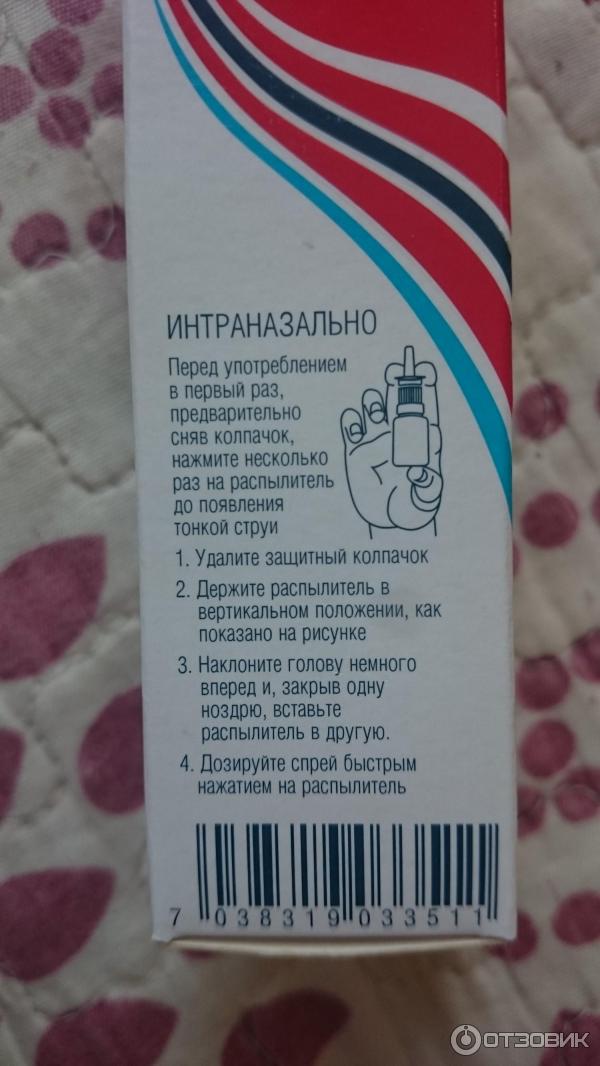 ИНТРАНАЗАЛЬНО
Перед употреблением
в первый раз,
предварительно
сняв колпачок,
нажмите несколько
раз на распылитель
до появления
тонкой струи
1. Удалите защитный колпачок
2. Держите распылитель в
вертикальном положении, как
показано на рисунке
3. Наклоните голову немного
вперед и, закрыв одну
ноздрю, вставьте
распылитель в другую.
4. Дозируйте спрей быстрым
нажатием на распылитель
7 038319 033511
ОТЗОВИК